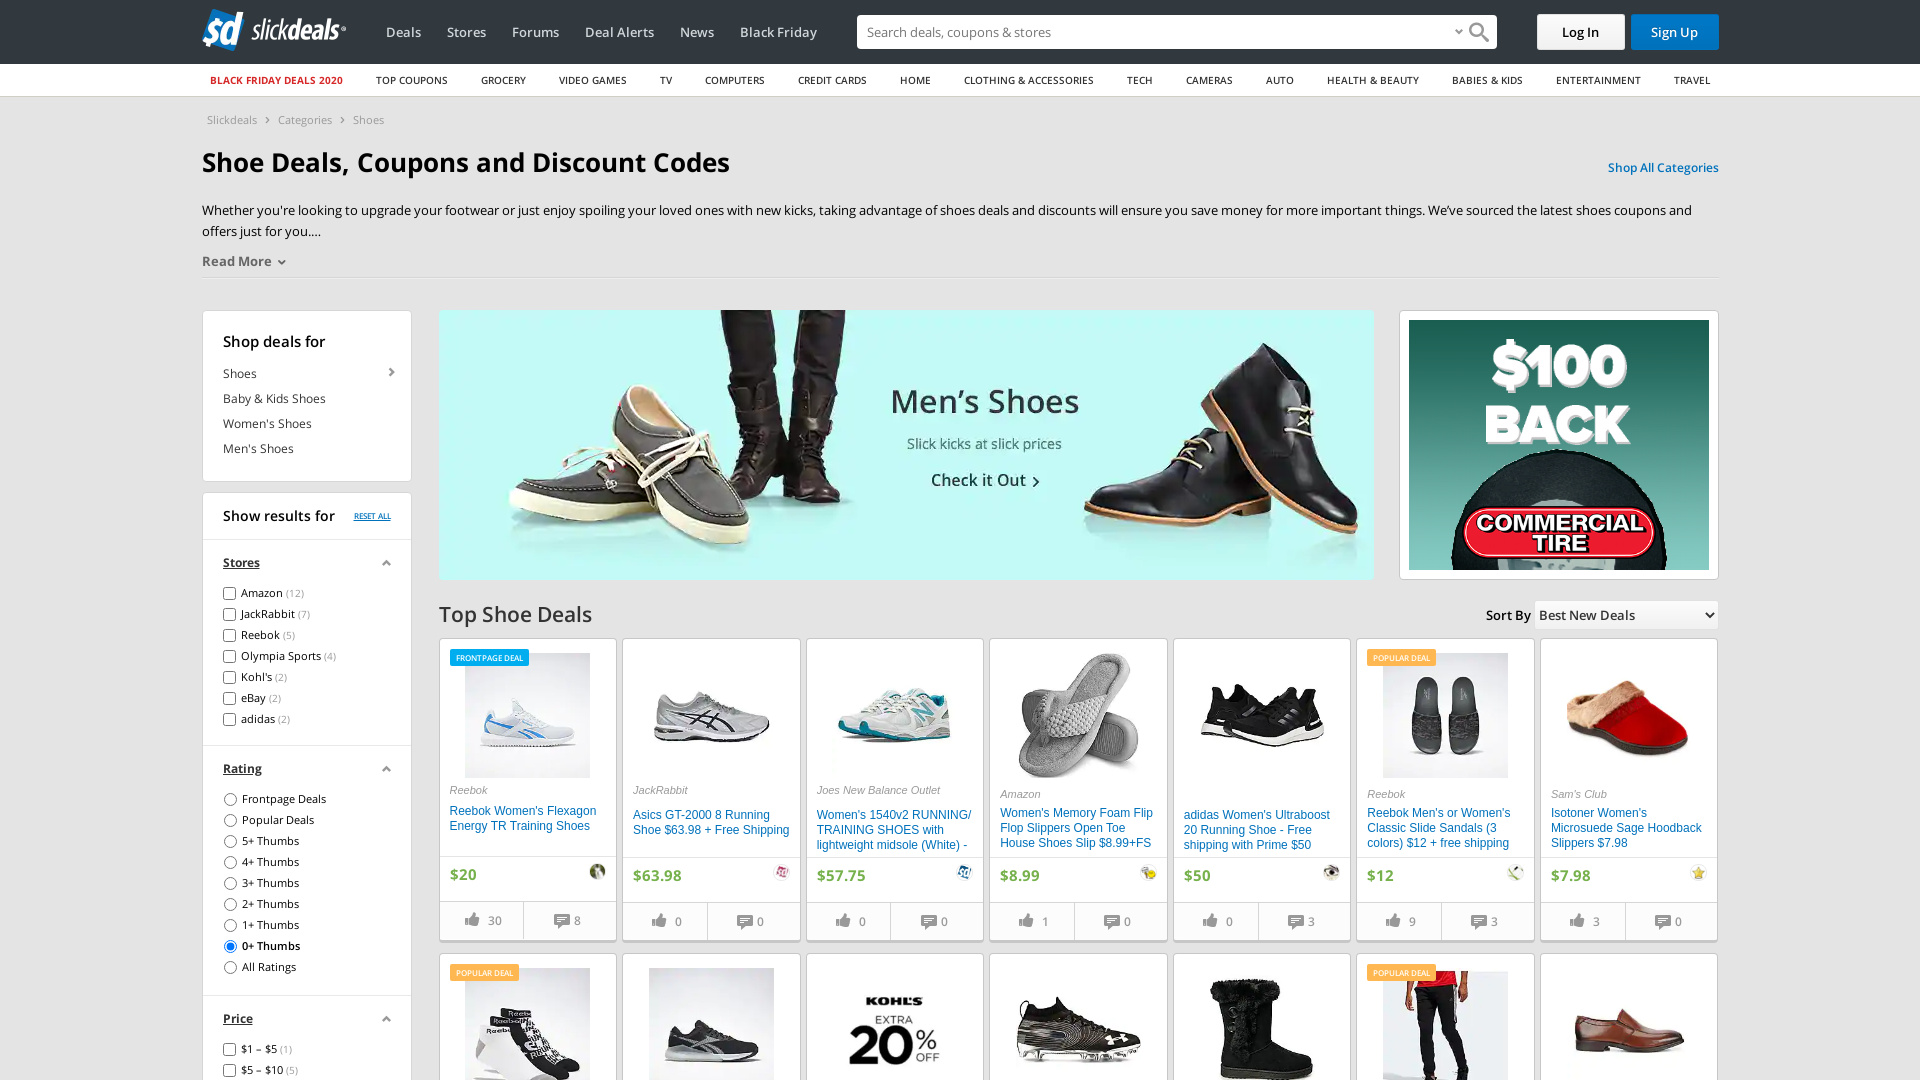 slickdeals
Deals
Stores
Forums
Deal Alerts
News
Black Friday
Search deals, coupons & stores
Log In
Sign Up
BLACK FRIDAY DEALS 2020
TOP COUPONS
GROCERY
VIDEO GAMES
TV
COMPUTERS
CREDIT CARDS
HOME
CLOTHING & ACCESSORIES
TECH
CAMERAS
AUTO
HEALTH & BEAUTY
BABIES & KIDS
ENTERTAINMENT
TRAVEL
Slickdeals > Categories > Shoes
Shoe Deals, Coupons and Discount Codes
Shop All Categories
Whether you're looking to upgrade your footwear or just enjoy spoiling your loved ones with new kicks, taking advantage of shoes deals and discounts will ensure you save money for more important things. We’ve sourced the latest shoes coupons and
offers just for you.…
Read More
Shop deals for
Shoes
Baby & Kids Shoes
Women's Shoes
Men's Shoes
Show results for
RESET ALL
Stores
Amazon (12)
JackRabbit (7)
Reebok (5)
Olympia Sports (4)
Kohl's (2)
eBay (2)
adidas (2)
Rating
Frontpage Deals
Popular Deals
5+ Thumbs
4+ Thumbs
3+ Thumbs
2+ Thumbs
1+ Thumbs
0+ Thumbs
All Ratings
Price
$1 – $5 (1)
$5 – $10 (5)
Men’s Shoes
Slick kicks at slick prices
Check it Out
$100
BACK
COMMERCIAL
TIRE
Top Shoe Deals
Sort By
Best New Deals
FRONTPAGE DEAL
Reebok
Reebok Women's Flexagon
Energy TR Training Shoes
$20
30
8
JackRabbit
Asics GT-2000 8 Running
Shoe $63.98 + Free Shipping
$63.98
0
0
Joes New Balance Outlet
Women's 1540v2 RUNNING/
TRAINING SHOES with
lightweight midsole (White) -
$57.75
0
0
Amazon
Women's Memory Foam Flip
Flop Slippers Open Toe
House Shoes Slip $8.99+FS
$8.99
1
0
adidas Women's Ultraboost
20 Running Shoe - Free
shipping with Prime $50
$50
0
3
POPULAR DEAL
Reebok
Reebok Men's or Women's
Classic Slide Sandals (3
colors) $12 + free shipping
$12
9
3
Sam's Club
Isotoner Women's
Microsuede Sage Hoodback
Slippers $7.98
$7.98
3
0
POPULAR DEAL
KOHL'S
EXTRA
20% OFF
POPULAR DEAL